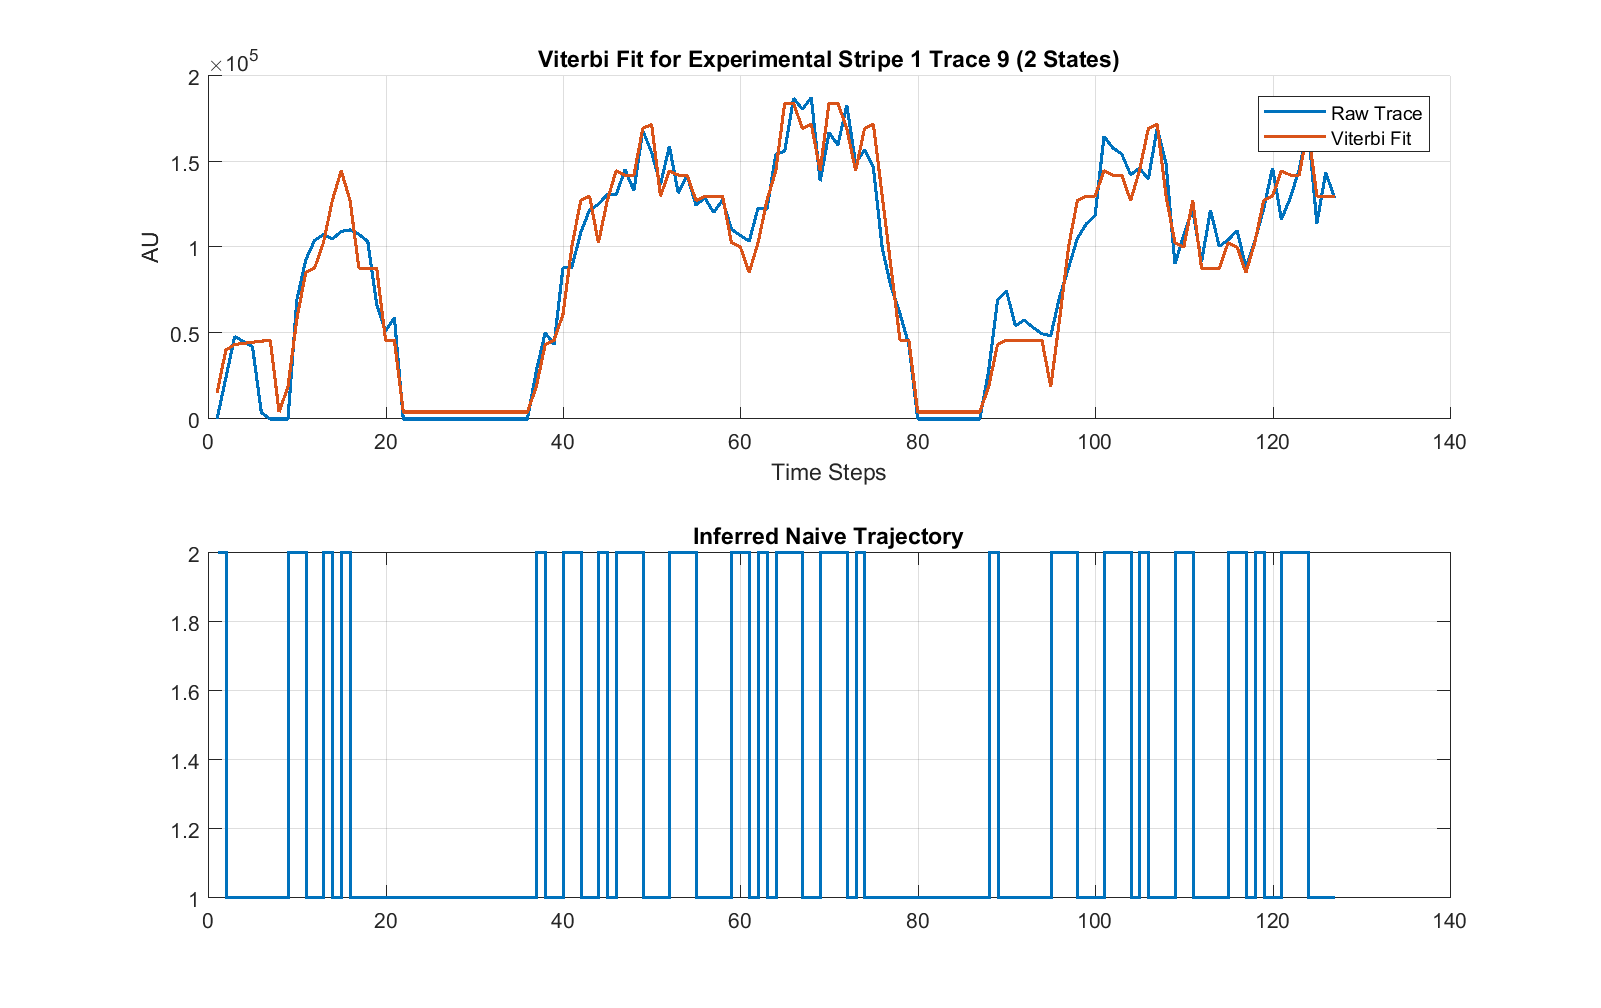 Viterbi Fit for Experimental Stripe 1 Trace 9 (2 States)
×10^5
2
1.5
1
0.5
0
AU
Raw Trace
Viterbi Fit
0 20 40 60 80 100 120 140
Time Steps
Inferred Naive Trajectory
2
1.8
1.6
1.4
1.2
1
0 20 40 60 80 100 120 140